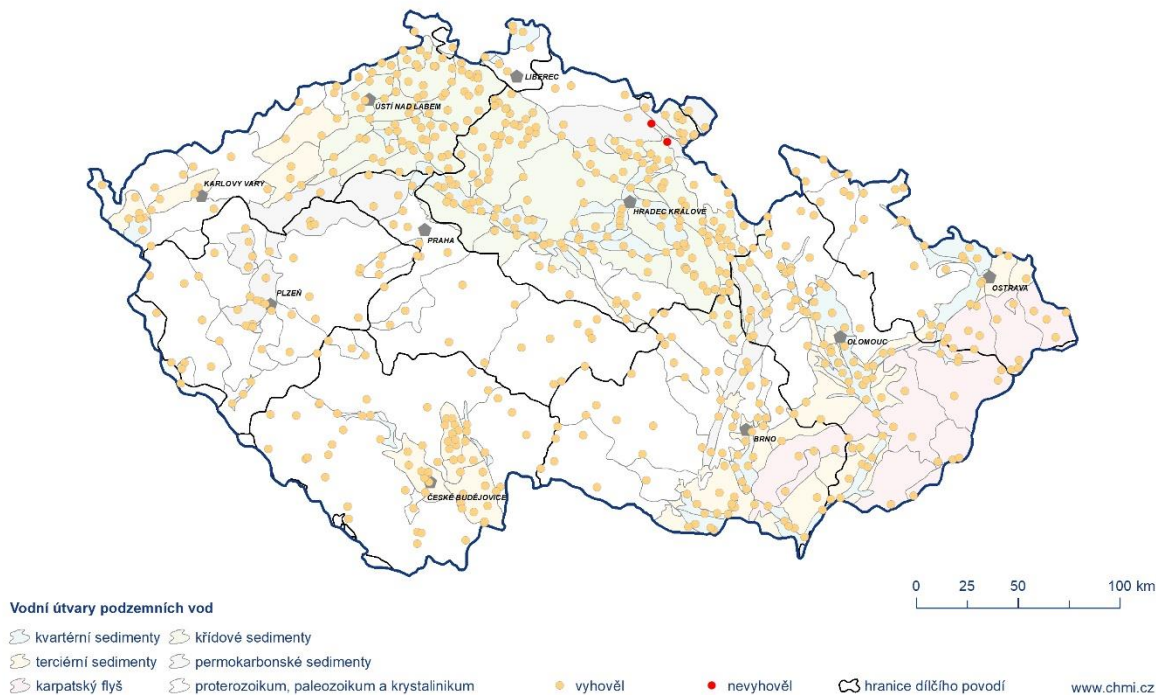 LIBEREC
ÚSTÍ NAD LABEM
KARLOVY VARY
HRADEC KRÁLOVÉ
PRAHA
OSTRAVA
PLZEŇ
OLOMOUC
BRNO
ČESKÉ BUDĚJOVICE
0 25 50 100 km
Vodní útvary podzemních vod
kvartérní sedimenty křídové sedimenty
terciérní sedimenty permokarbonské sedimenty
karpatský flyš proterozoikum, paleozoikum a krystalinikum vyhověl nevyhověl hranice dílčího povodí www.chmi.cz